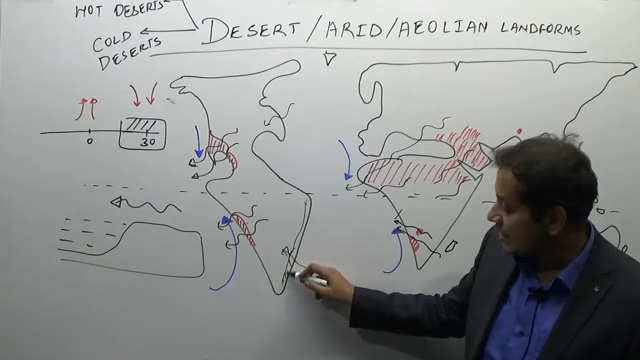 HOT DESERTS
COLD DESERTS
DESERT/ARID/AEOLIAN LANDFORMS
0
30